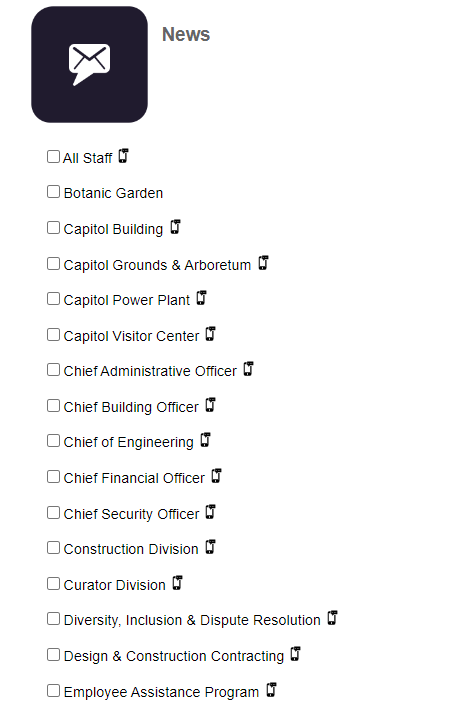 News
All Staff
Botanic Garden
Capitol Building
Capitol Grounds & Arboretum
Capitol Power Plant
Capitol Visitor Center
Chief Administrative Officer
Chief Building Officer
Chief of Engineering
Chief Financial Officer
Chief Security Officer
Construction Division
Curator Division
Diversity, Inclusion & Dispute Resolution
Design & Construction Contracting
Employee Assistance Program